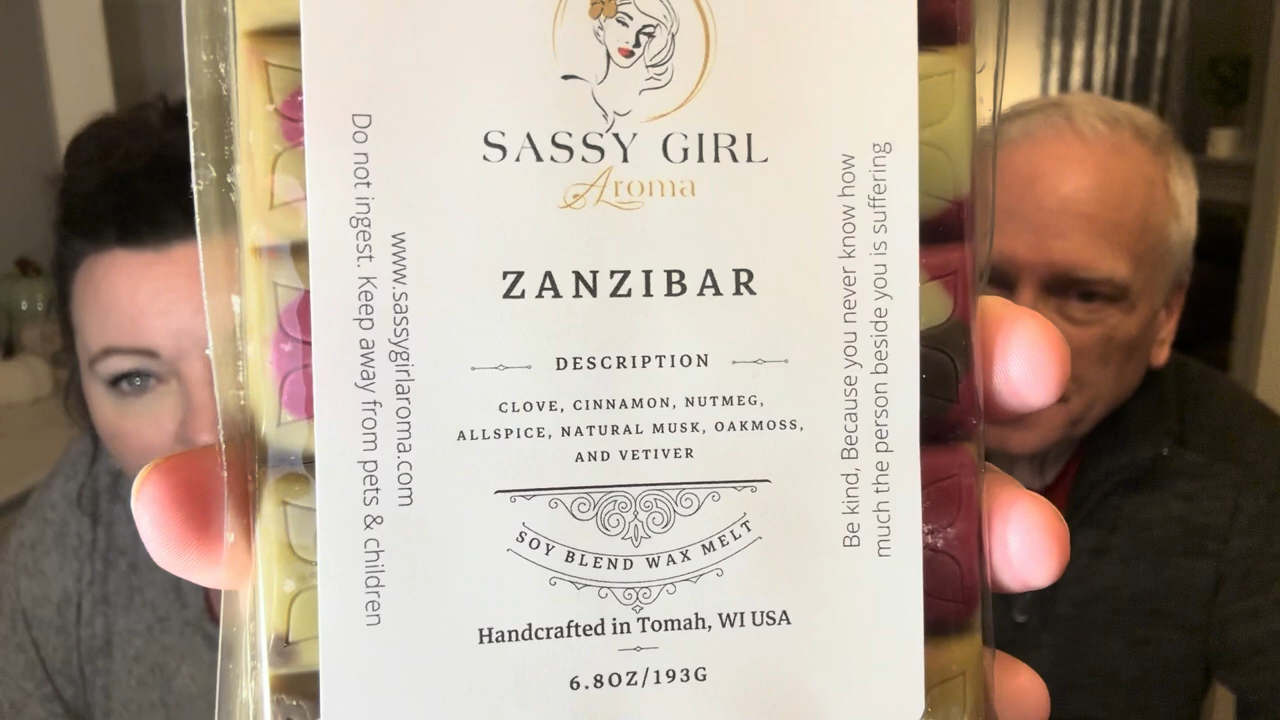 SASSY GIRL
Aroma
ZANZIBAR
DESCRIPTION
CLOVE, CINNAMON, NUTMEG,
ALLSPICE, NATURAL MUSK, OAKMOSS,
AND VETIVER
SOY BLEND WAX MELT
Handcrafted in Tomah, WI USA
6.8OZ/193G
www.sassygirlaroma.com
Do not ingest. Keep away from pets & children
Be kind, Because you never know how
much the person beside you is suffering